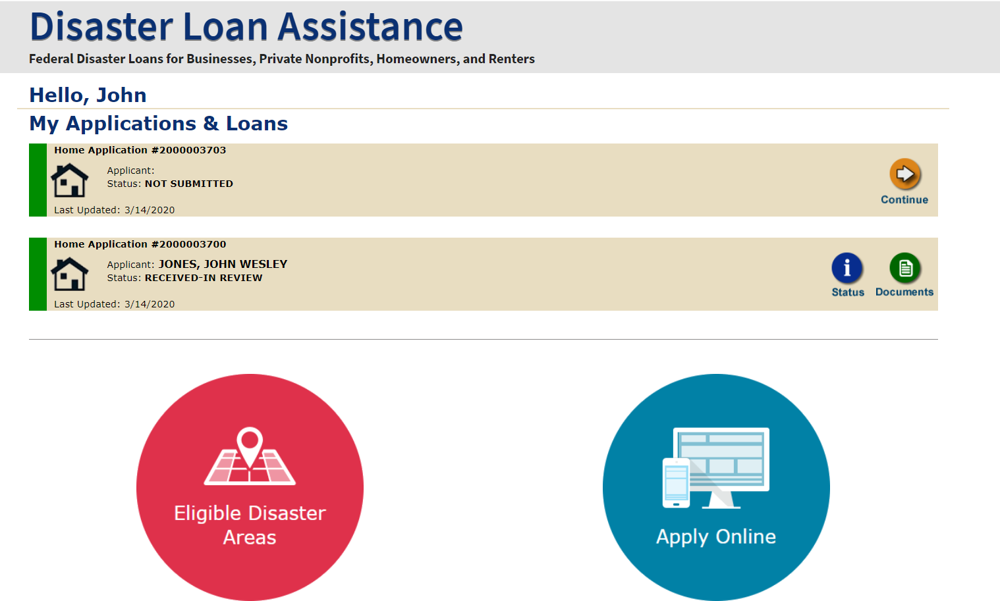 Disaster Loan Assistance
Federal Disaster Loans for Businesses, Private Nonprofits, Homeowners, and Renters
Hello, John
My Applications & Loans
Home Application #2000003703
Applicant:
Status: NOT SUBMITTED
Continue
Last Updated: 3/14/2020
Home Application #2000003700
Applicant: JONES, JOHN WESLEY
Status: RECEIVED-IN REVIEW
Status
Documents
Last Updated: 3/14/2020
Eligible Disaster
Areas
Apply Online